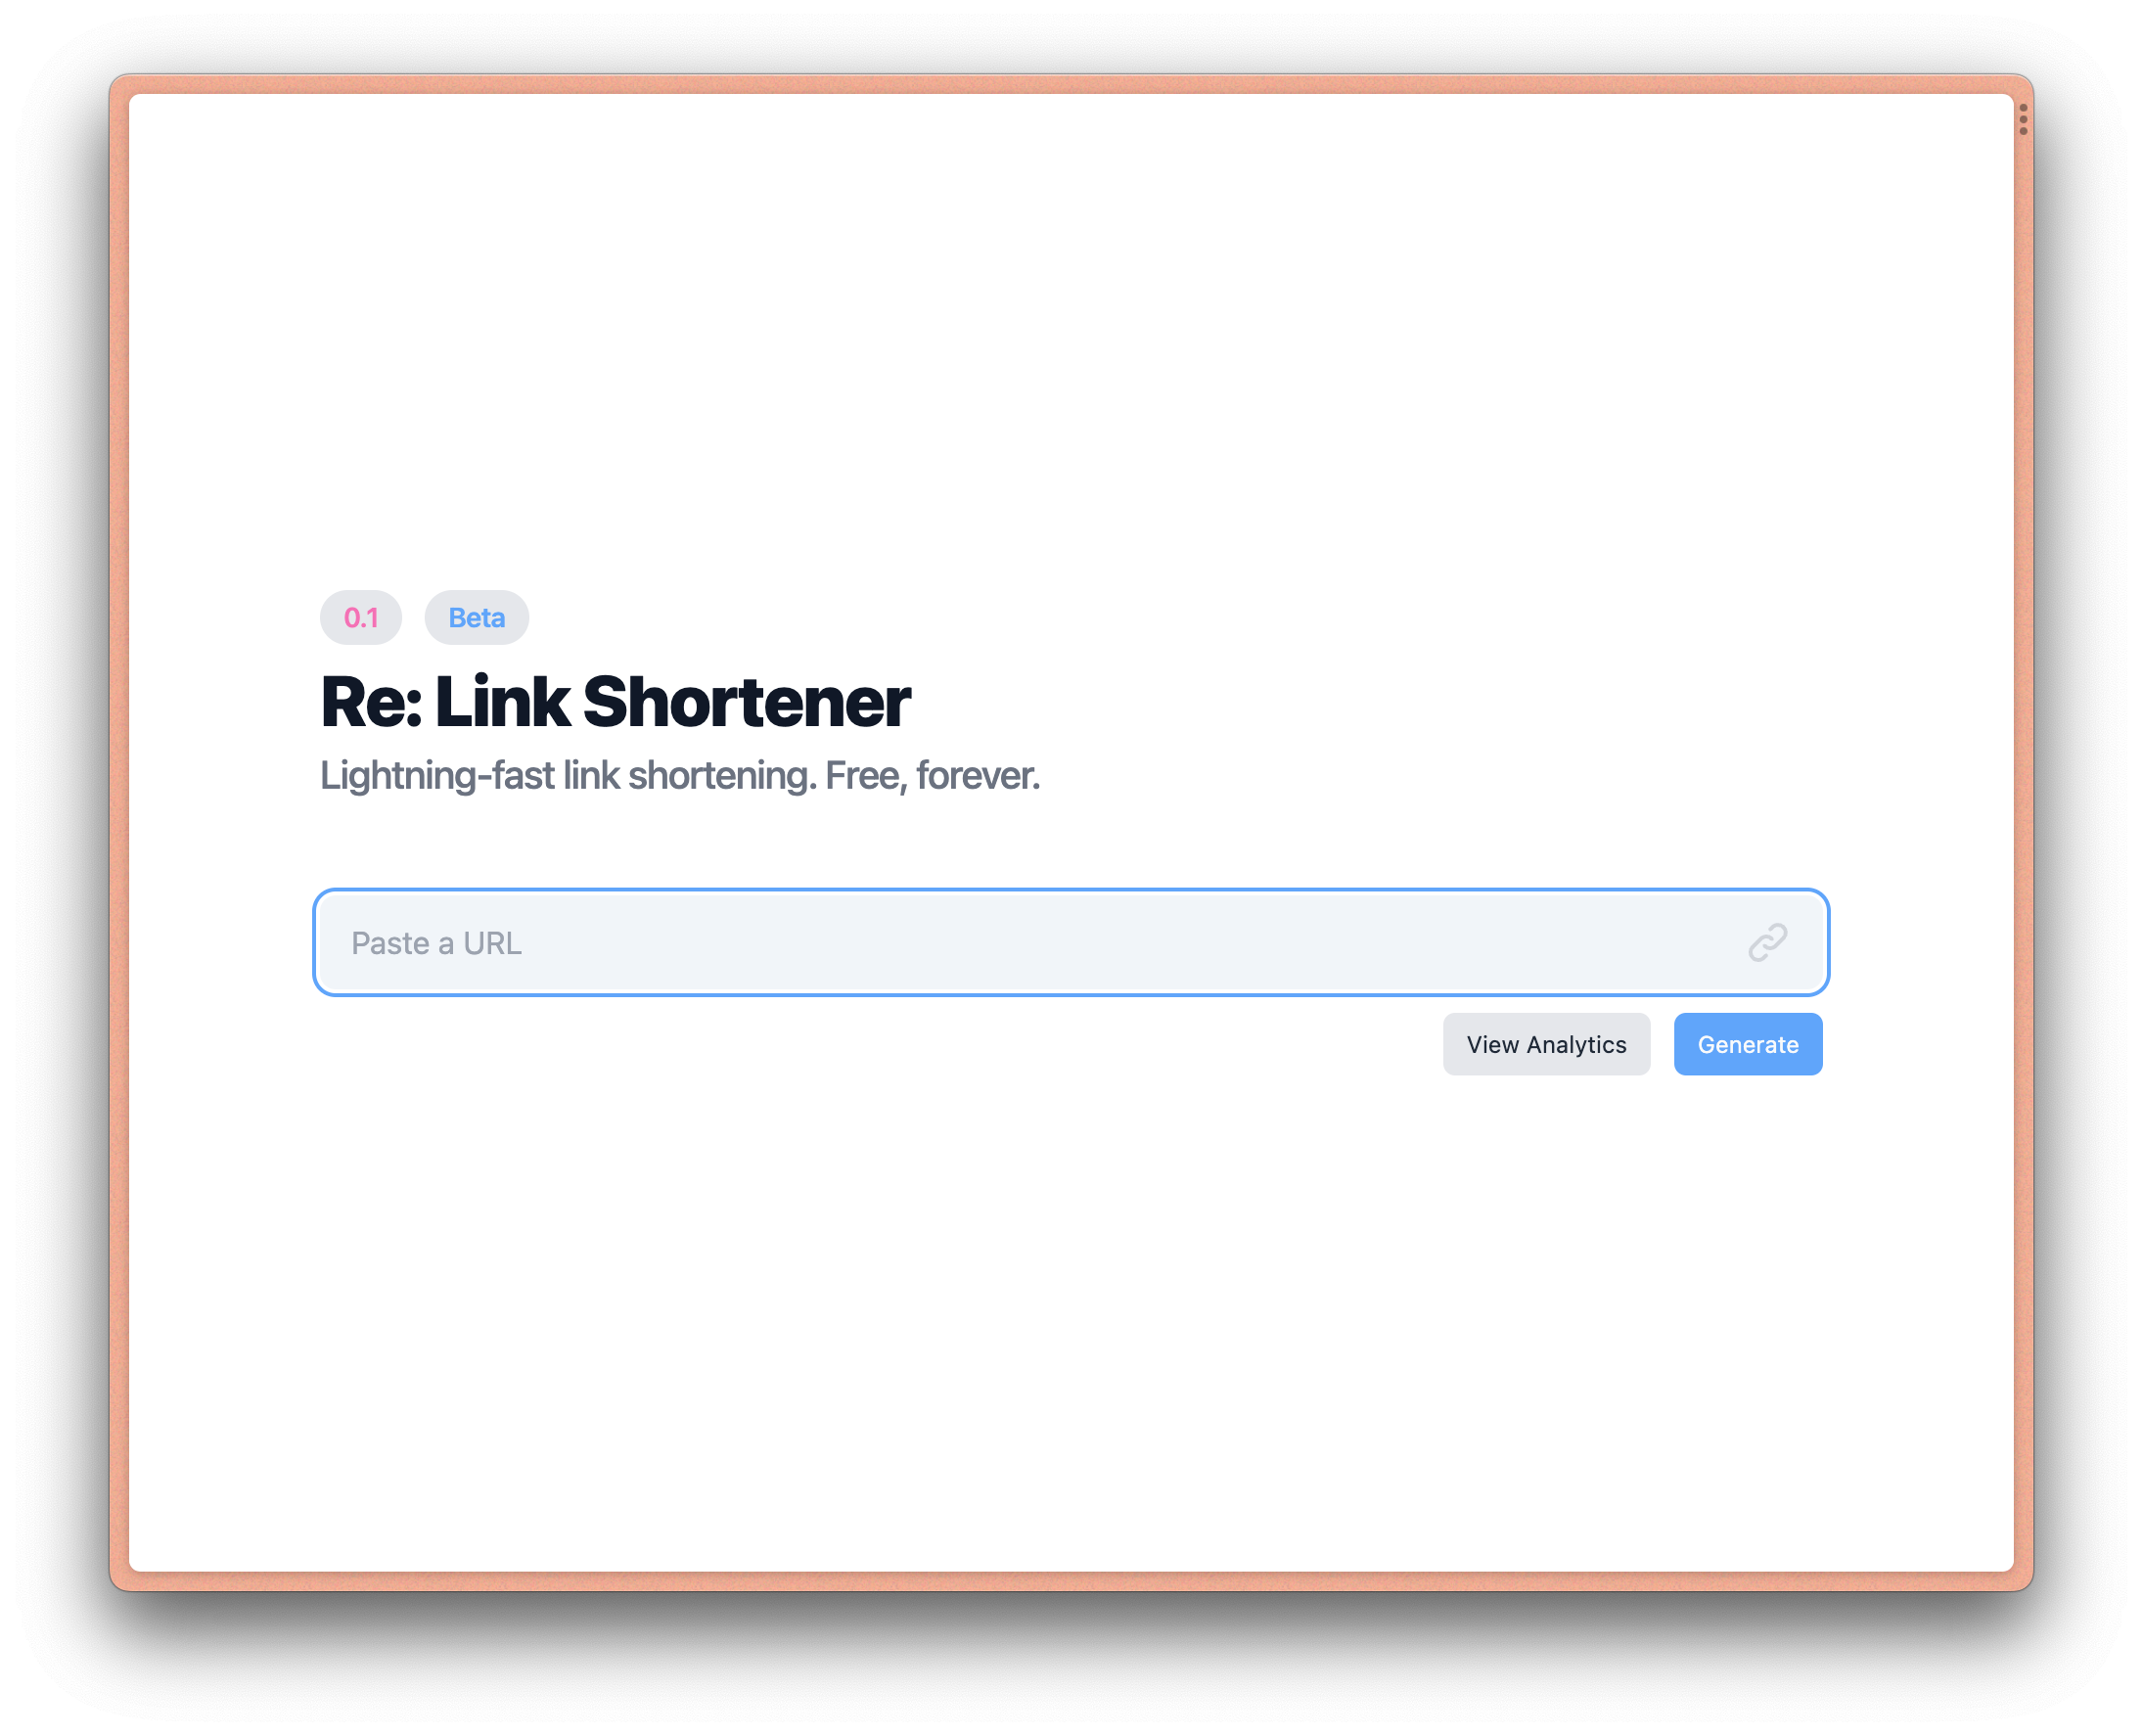 0.1 Beta
Re: Link Shortener
Lightning-fast link shortening. Free, forever.
Paste a URL
View Analytics Generate